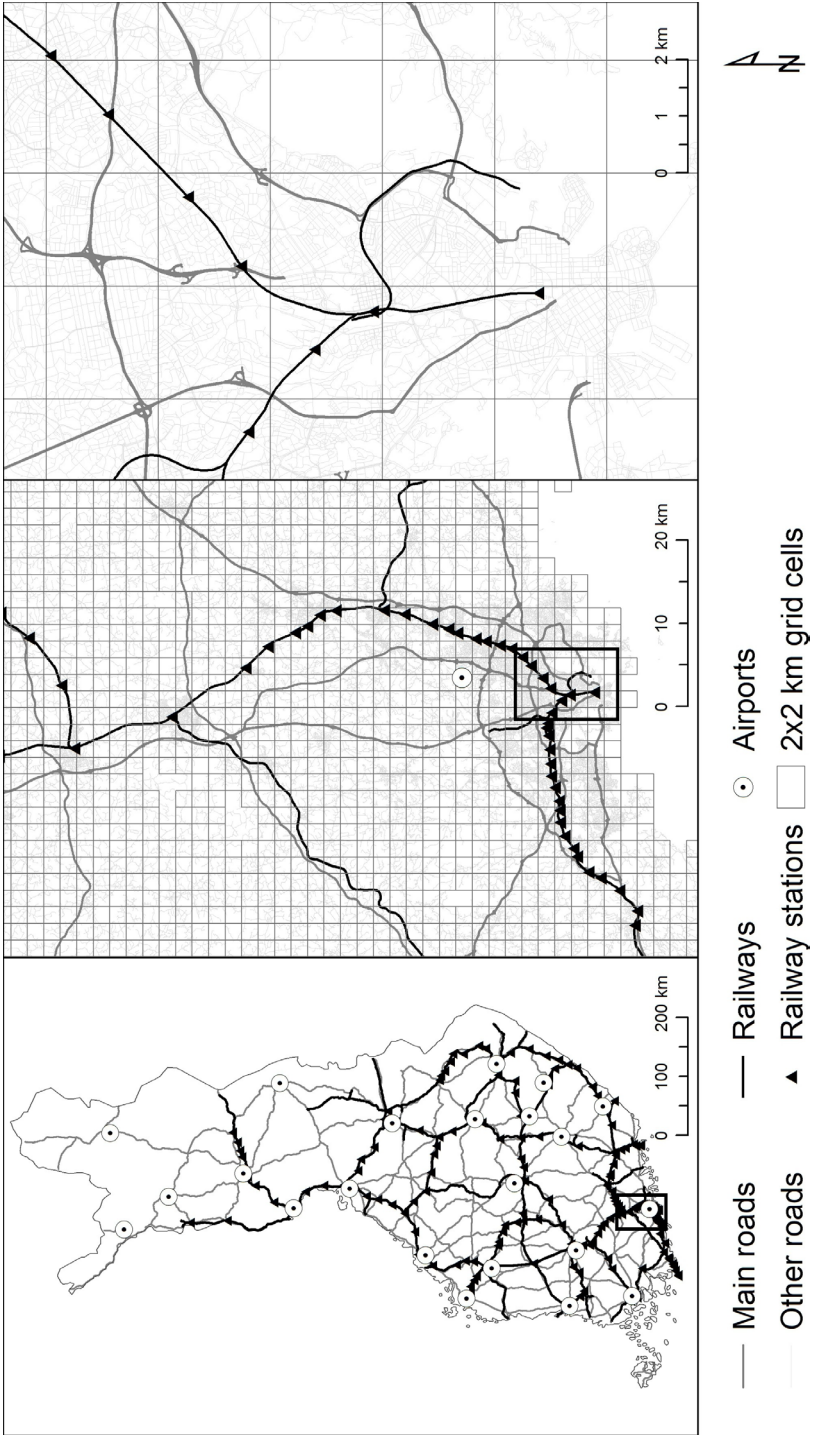 0 100 200 km 0 10 20 km 0 1 2 km
Main roads Railways Airports
Other roads Railway stations 2x2 km grid cells
N